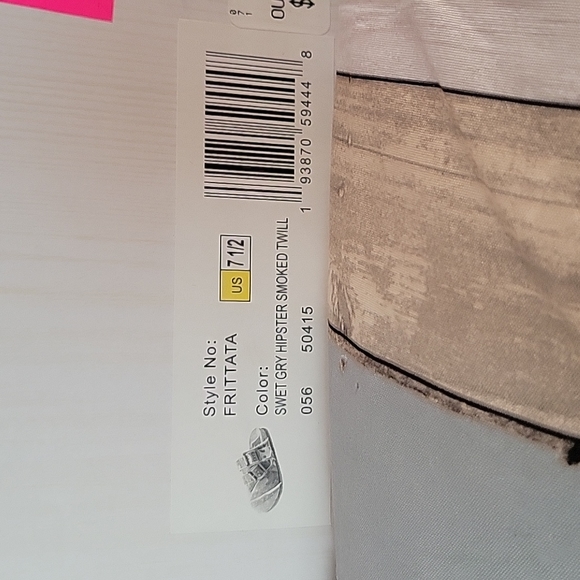 Style No:
FRITTATA
US 7 1/2
Color:
SWET GRY HIPSTER SMOKED TWILL
056 50415
1 93870 59444 8
OU
$